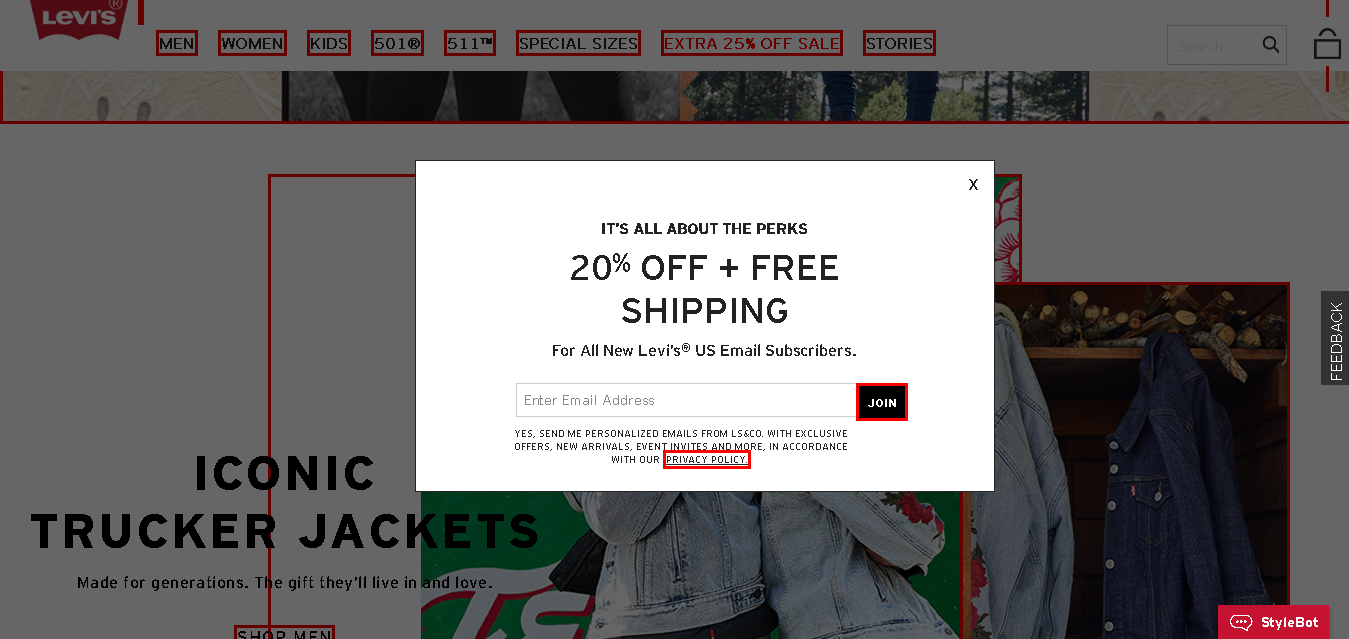 LEVI'S®
MEN WOMEN KIDS 501® 511™ SPECIAL SIZES EXTRA 25% OFF SALE STORIES
Search
X
IT'S ALL ABOUT THE PERKS
20% OFF + FREE
SHIPPING
For All New Levi's® US Email Subscribers.
Enter Email Address
JOIN
YES, SEND ME PERSONALIZED EMAILS FROM LS&CO. WITH EXCLUSIVE
OFFERS, NEW ARRIVALS, EVENT INVITES AND MORE, IN ACCORDANCE
WITH OUR PRIVACY POLICY.
FEEDBACK
ICONIC
TRUCKER JACKETS
Made for generations. The gift they'll live in and love.
SHOP MEN
StyleBot